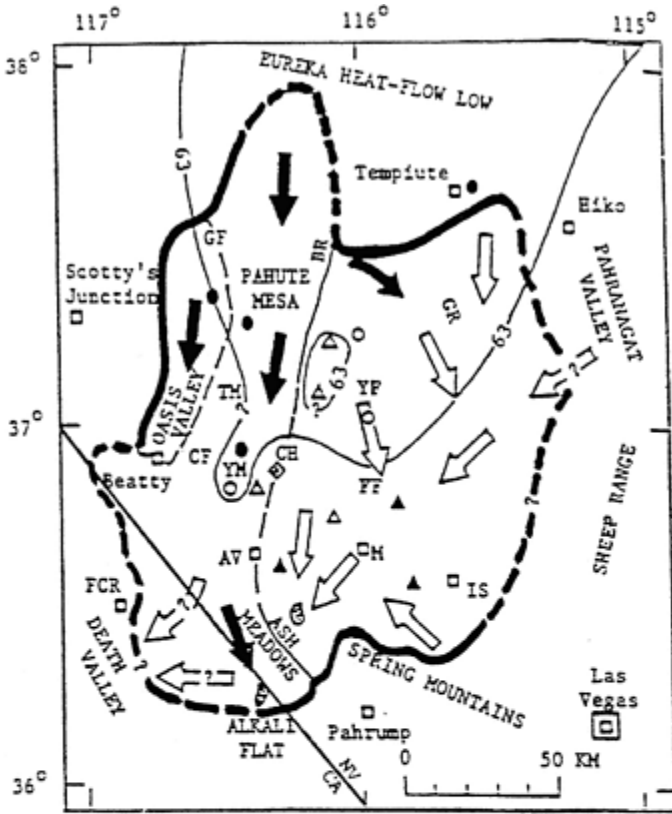 117°
116°
115°
38°
EUREKA HEAT-FLOW LOW
63
Tempiute
Hiko
GF
BR
Scotty's
Junction
PAHUTE
MESA
GR
PAHRANAGAT
VALLEY
63
63
?
OASIS
VALLEY
TM
?
YF
?
37°
Beatty
CF
YM
CH
FF
?
SHEEP RANGE
AV
M
IS
FCR
?
DEATH
VALLEY
?
?
ASH
MEADOWS
SPRING MOUNTAINS
Las
Vegas
ALKALI
FLAT
Pahrump
NV
CA
0
50 KM
36°